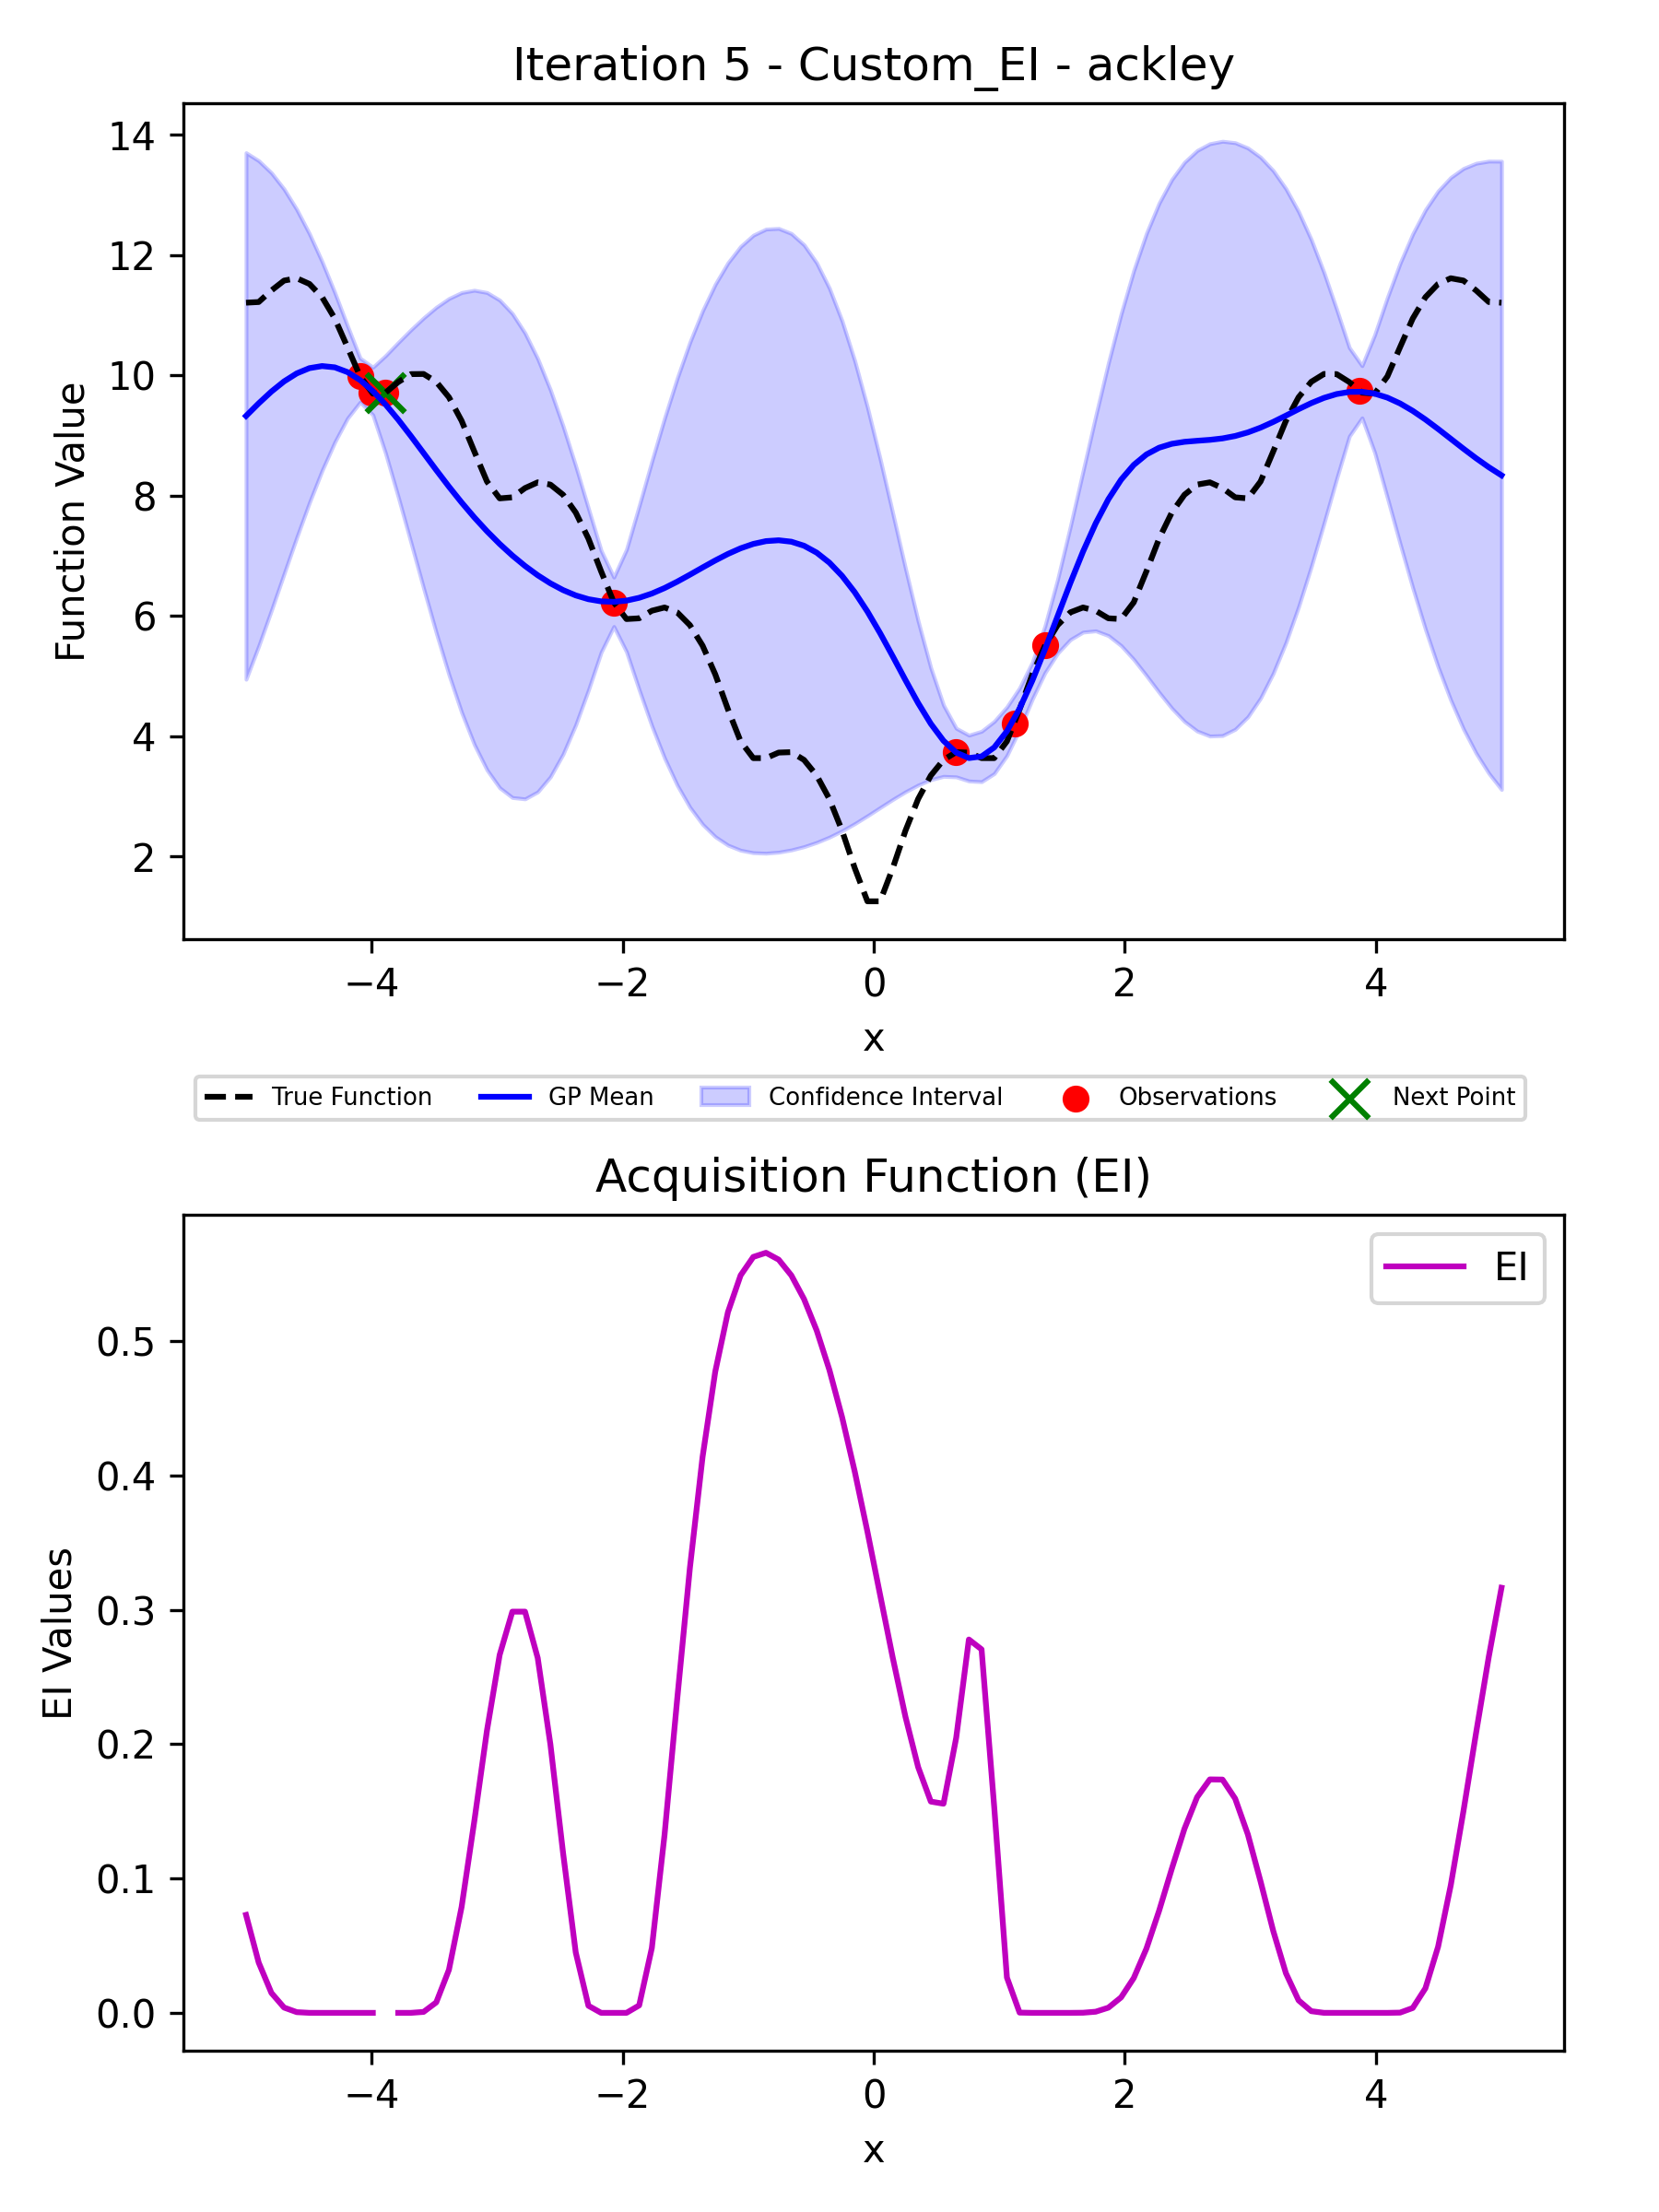 Iteration 5 - Custom_EI - ackley
14
12
10
8
6
4
2
Function Value
−4 −2 0 2 4
x
True Function GP Mean Confidence Interval Observations Next Point
Acquisition Function (EI)
EI
0.5
0.4
0.3
0.2
0.1
0.0
EI Values
−4 −2 0 2 4
x